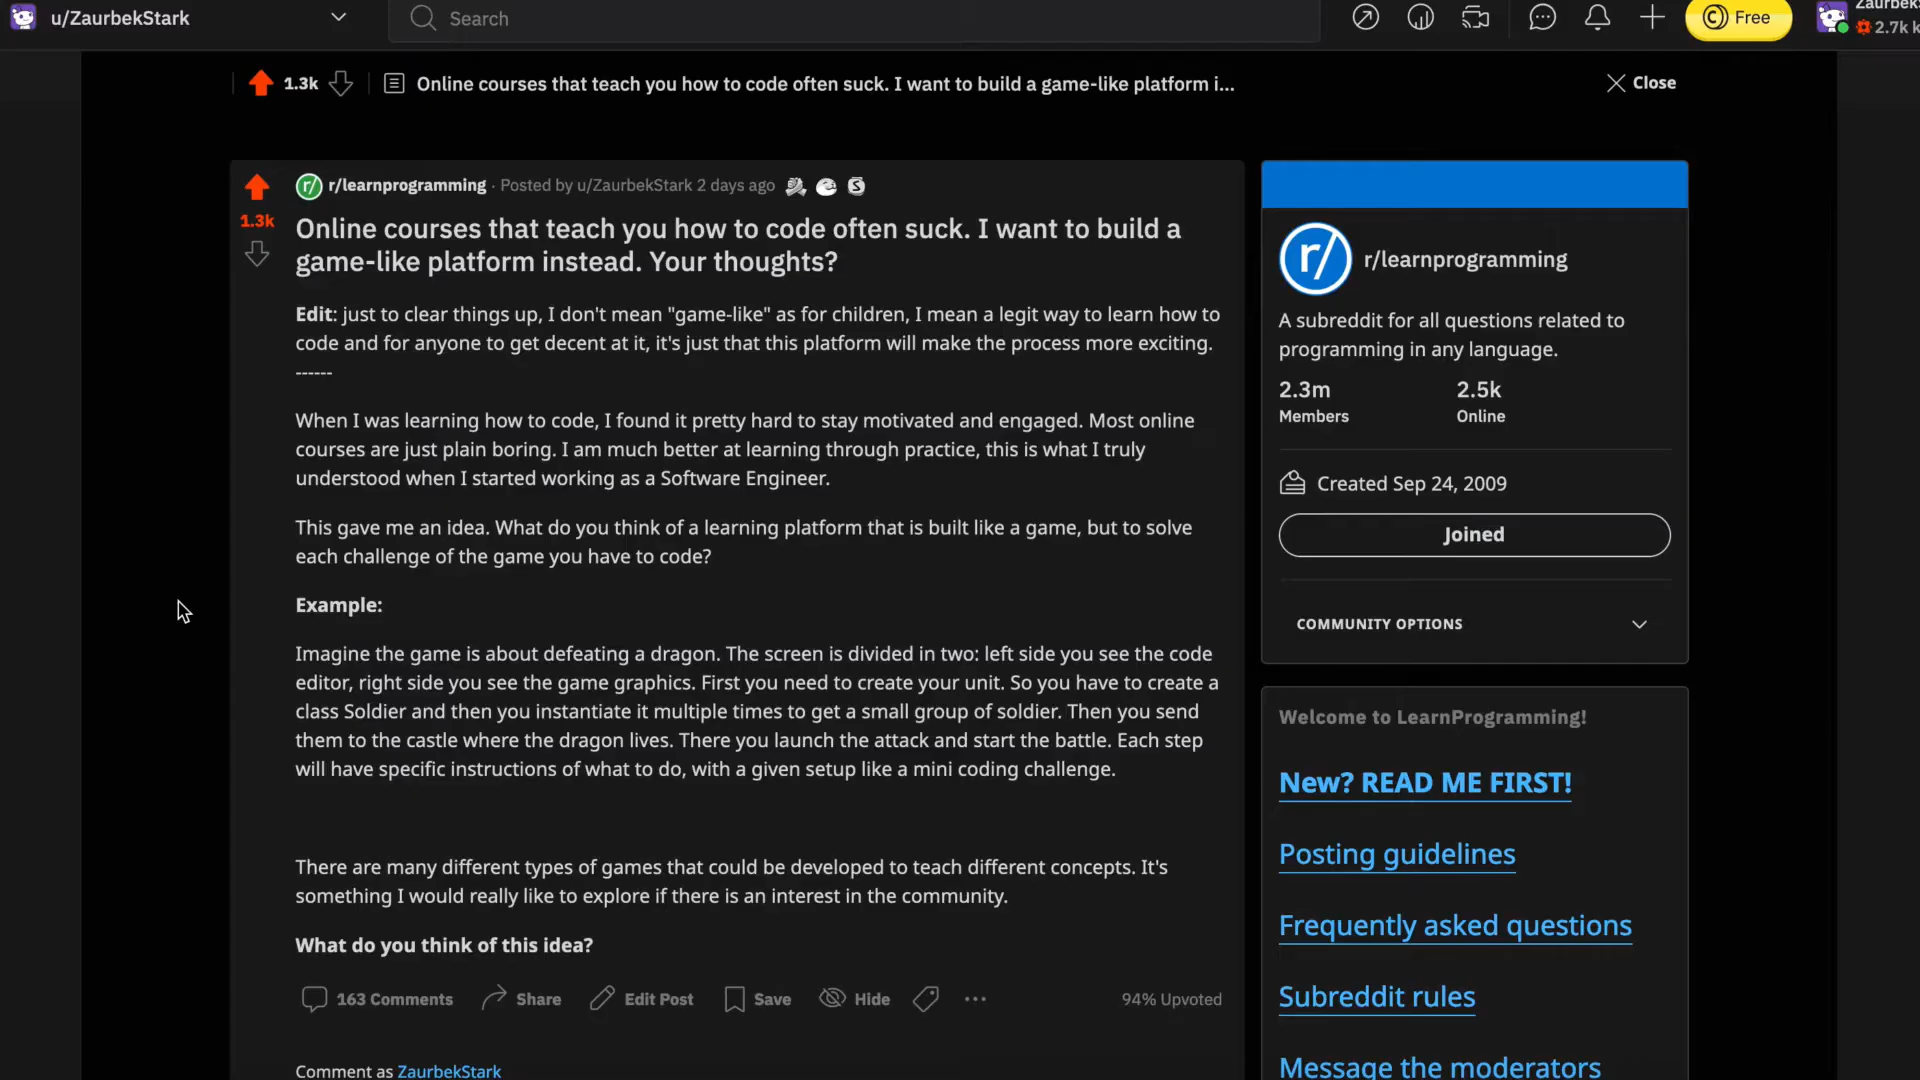 u/ZaurbekStark
Search
Free
2.7k
1.3k
Online courses that teach you how to code often suck. I want to build a game-like platform i...
Close
r/learnprogramming · Posted by u/ZaurbekStark 2 days ago
1.3k
Online courses that teach you how to code often suck. I want to build a
game-like platform instead. Your thoughts?
Edit: just to clear things up, I don't mean "game-like" as for children, I mean a legit way to learn how to
code and for anyone to get decent at it, it's just that this platform will make the process more exciting.
------
When I was learning how to code, I found it pretty hard to stay motivated and engaged. Most online
courses are just plain boring. I am much better at learning through practice, this is what I truly
understood when I started working as a Software Engineer.
This gave me an idea. What do you think of a learning platform that is built like a game, but to solve
each challenge of the game you have to code?
Example:
Imagine the game is about defeating a dragon. The screen is divided in two: left side you see the code
editor, right side you see the game graphics. First you need to create your unit. So you have to create a
class Soldier and then you instantiate it multiple times to get a small group of soldier. Then you send
them to the castle where the dragon lives. There you launch the attack and start the battle. Each step
will have specific instructions of what to do, with a given setup like a mini coding challenge.
There are many different types of games that could be developed to teach different concepts. It's
something I would really like to explore if there is an interest in the community.
What do you think of this idea?
163 Comments Share Edit Post Save Hide ··· 94% Upvoted
Comment as ZaurbekStark
r/ r/learnprogramming
A subreddit for all questions related to
programming in any language.
2.3m 2.5k
Members Online
Created Sep 24, 2009
Joined
COMMUNITY OPTIONS
Welcome to LearnProgramming!
New? READ ME FIRST!
Posting guidelines
Frequently asked questions
Subreddit rules
Message the moderators